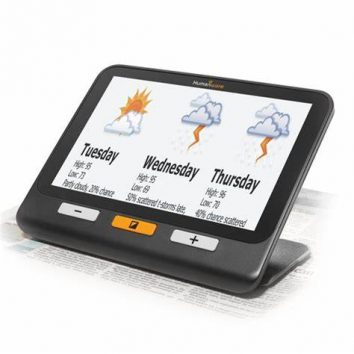 HumanWare
Tuesday
High: 95
Low: 73
Partly cloudy, 20% chance
Wednesday
High: 95
Low: 69
50% scattered t-storms late,
Thursday
High: 96
Low: 70
40% chance scattered